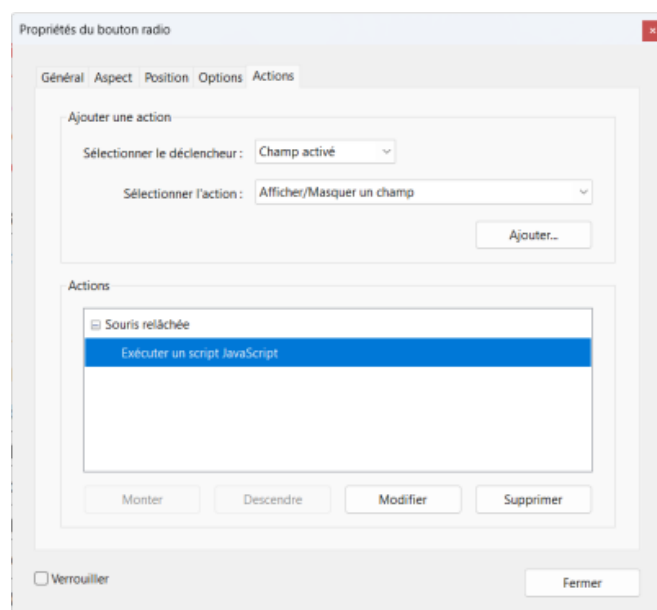 Propriétés du bouton radio
Général Aspect Position Options Actions
Ajouter une action
Sélectionner le déclencheur : Champ activé
Sélectionner l'action : Afficher/Masquer un champ
Ajouter...
Actions
Souris relâchée
Exécuter un script JavaScript
Monter Descendre Modifier Supprimer
Verrouiller
Fermer